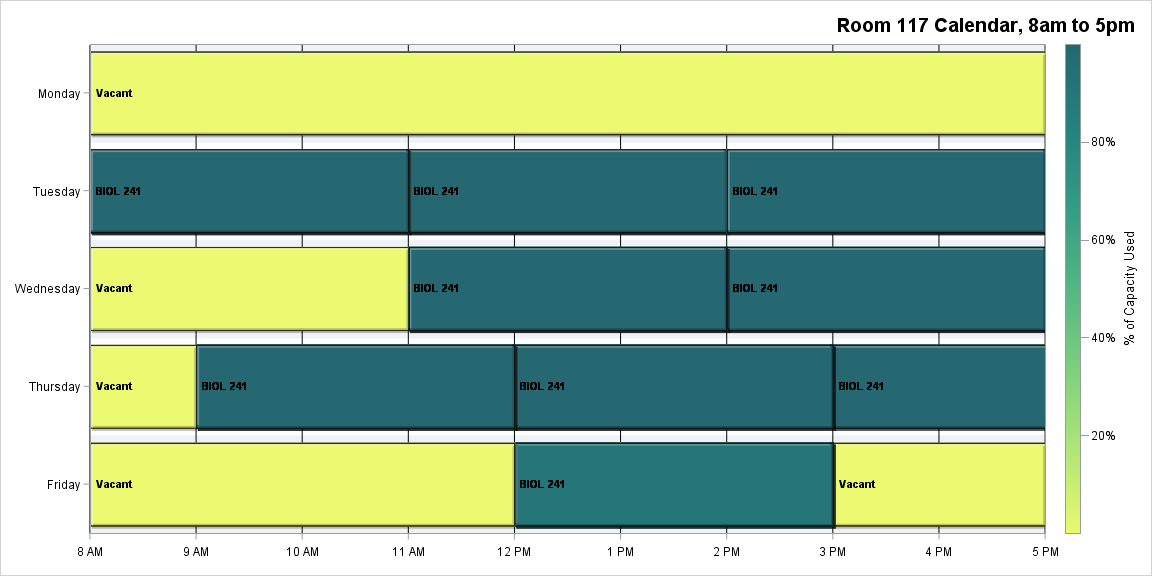 Room 117 Calendar, 8am to 5pm
Monday
Vacant
Tuesday
BIOL 241
BIOL 241
BIOL 241
Wednesday
Vacant
BIOL 241
BIOL 241
Thursday
Vacant
BIOL 241
BIOL 241
BIOL 241
Friday
Vacant
BIOL 241
Vacant
8 AM
9 AM
10 AM
11 AM
12 PM
1 PM
2 PM
3 PM
4 PM
5 PM
80%
60%
40%
20%
% of Capacity Used